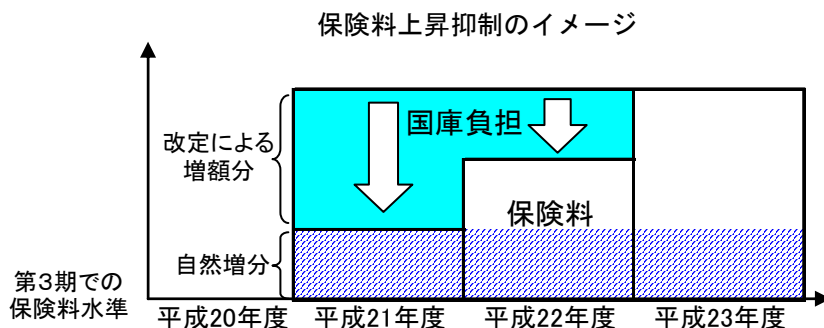 保険料上昇抑制のイメージ
国庫負担
改定による
増額分
保険料
自然増分
第３期での
保険料水準
平成20年度
平成21年度
平成22年度
平成23年度